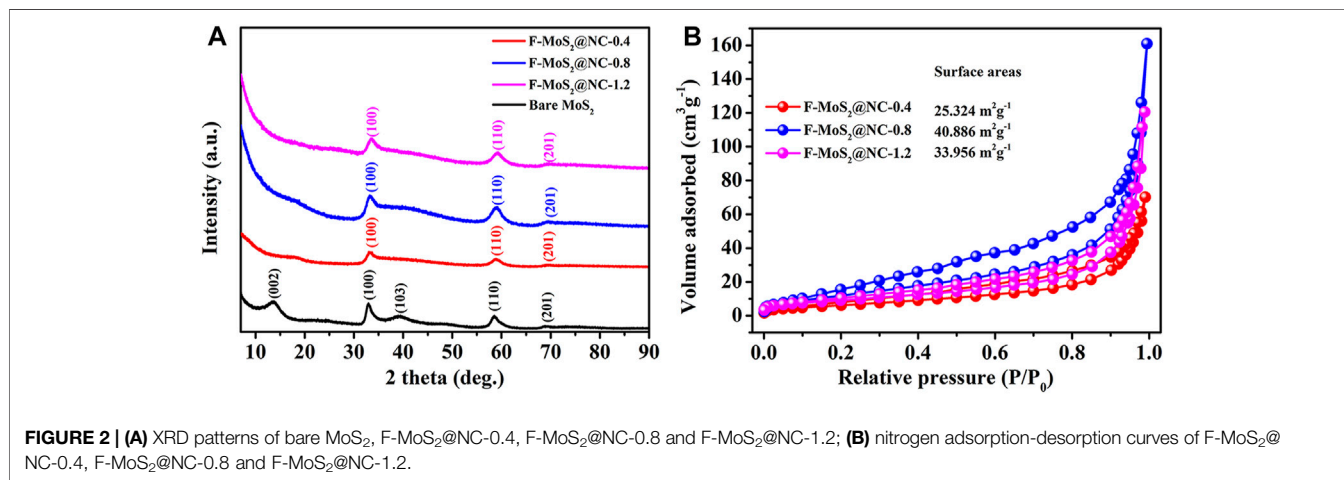 A
F-MoS₂@NC-0.4
F-MoS₂@NC-0.8
F-MoS₂@NC-1.2
Bare MoS₂
(100)
(110)
(201)
(100)
(110)
(201)
(100)
(110)
(201)
(002)
(100)
(103)
(110)
(201)
Intensity (a.u.)
10 20 30 40 50 60 70 80 90
2 theta (deg.)
B
160
140
120
100
80
60
40
20
0
Volume adsorbed (cm³g⁻¹)
Surface areas
F-MoS₂@NC-0.4 25.324 m²g⁻¹
F-MoS₂@NC-0.8 40.886 m²g⁻¹
F-MoS₂@NC-1.2 33.956 m²g⁻¹
0.0 0.2 0.4 0.6 0.8 1.0
Relative pressure (P/P₀)
FIGURE 2 | (A) XRD patterns of bare MoS₂, F-MoS₂@NC-0.4, F-MoS₂@NC-0.8 and F-MoS₂@NC-1.2; (B) nitrogen adsorption-desorption curves of F-MoS₂@
NC-0.4, F-MoS₂@NC-0.8 and F-MoS₂@NC-1.2.